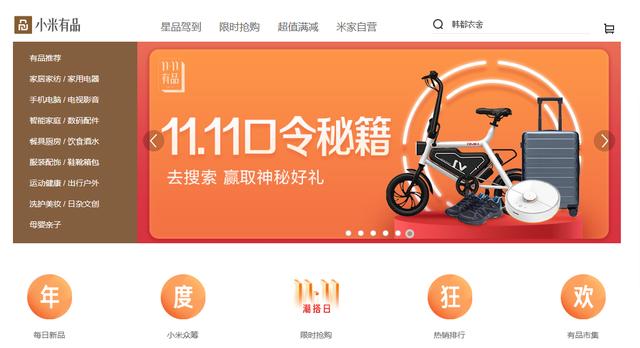 小米有品
星品驾到
限时抢购
超值满减
米家自营
韩都衣舍
有品推荐
家居家纺 / 家用电器
手机电脑 / 电视影音
智能家庭 / 数码配件
餐具厨房 / 饮食酒水
服装配饰 / 鞋靴箱包
运动健康 / 出行户外
洗护美妆 / 日杂文创
母婴亲子
11·11
有品
11.11口令秘籍
去搜索 赢取神秘好礼
年
度
11·11
潮搭日
狂
欢
每日新品
小米众筹
限时抢购
热销排行
有品市集